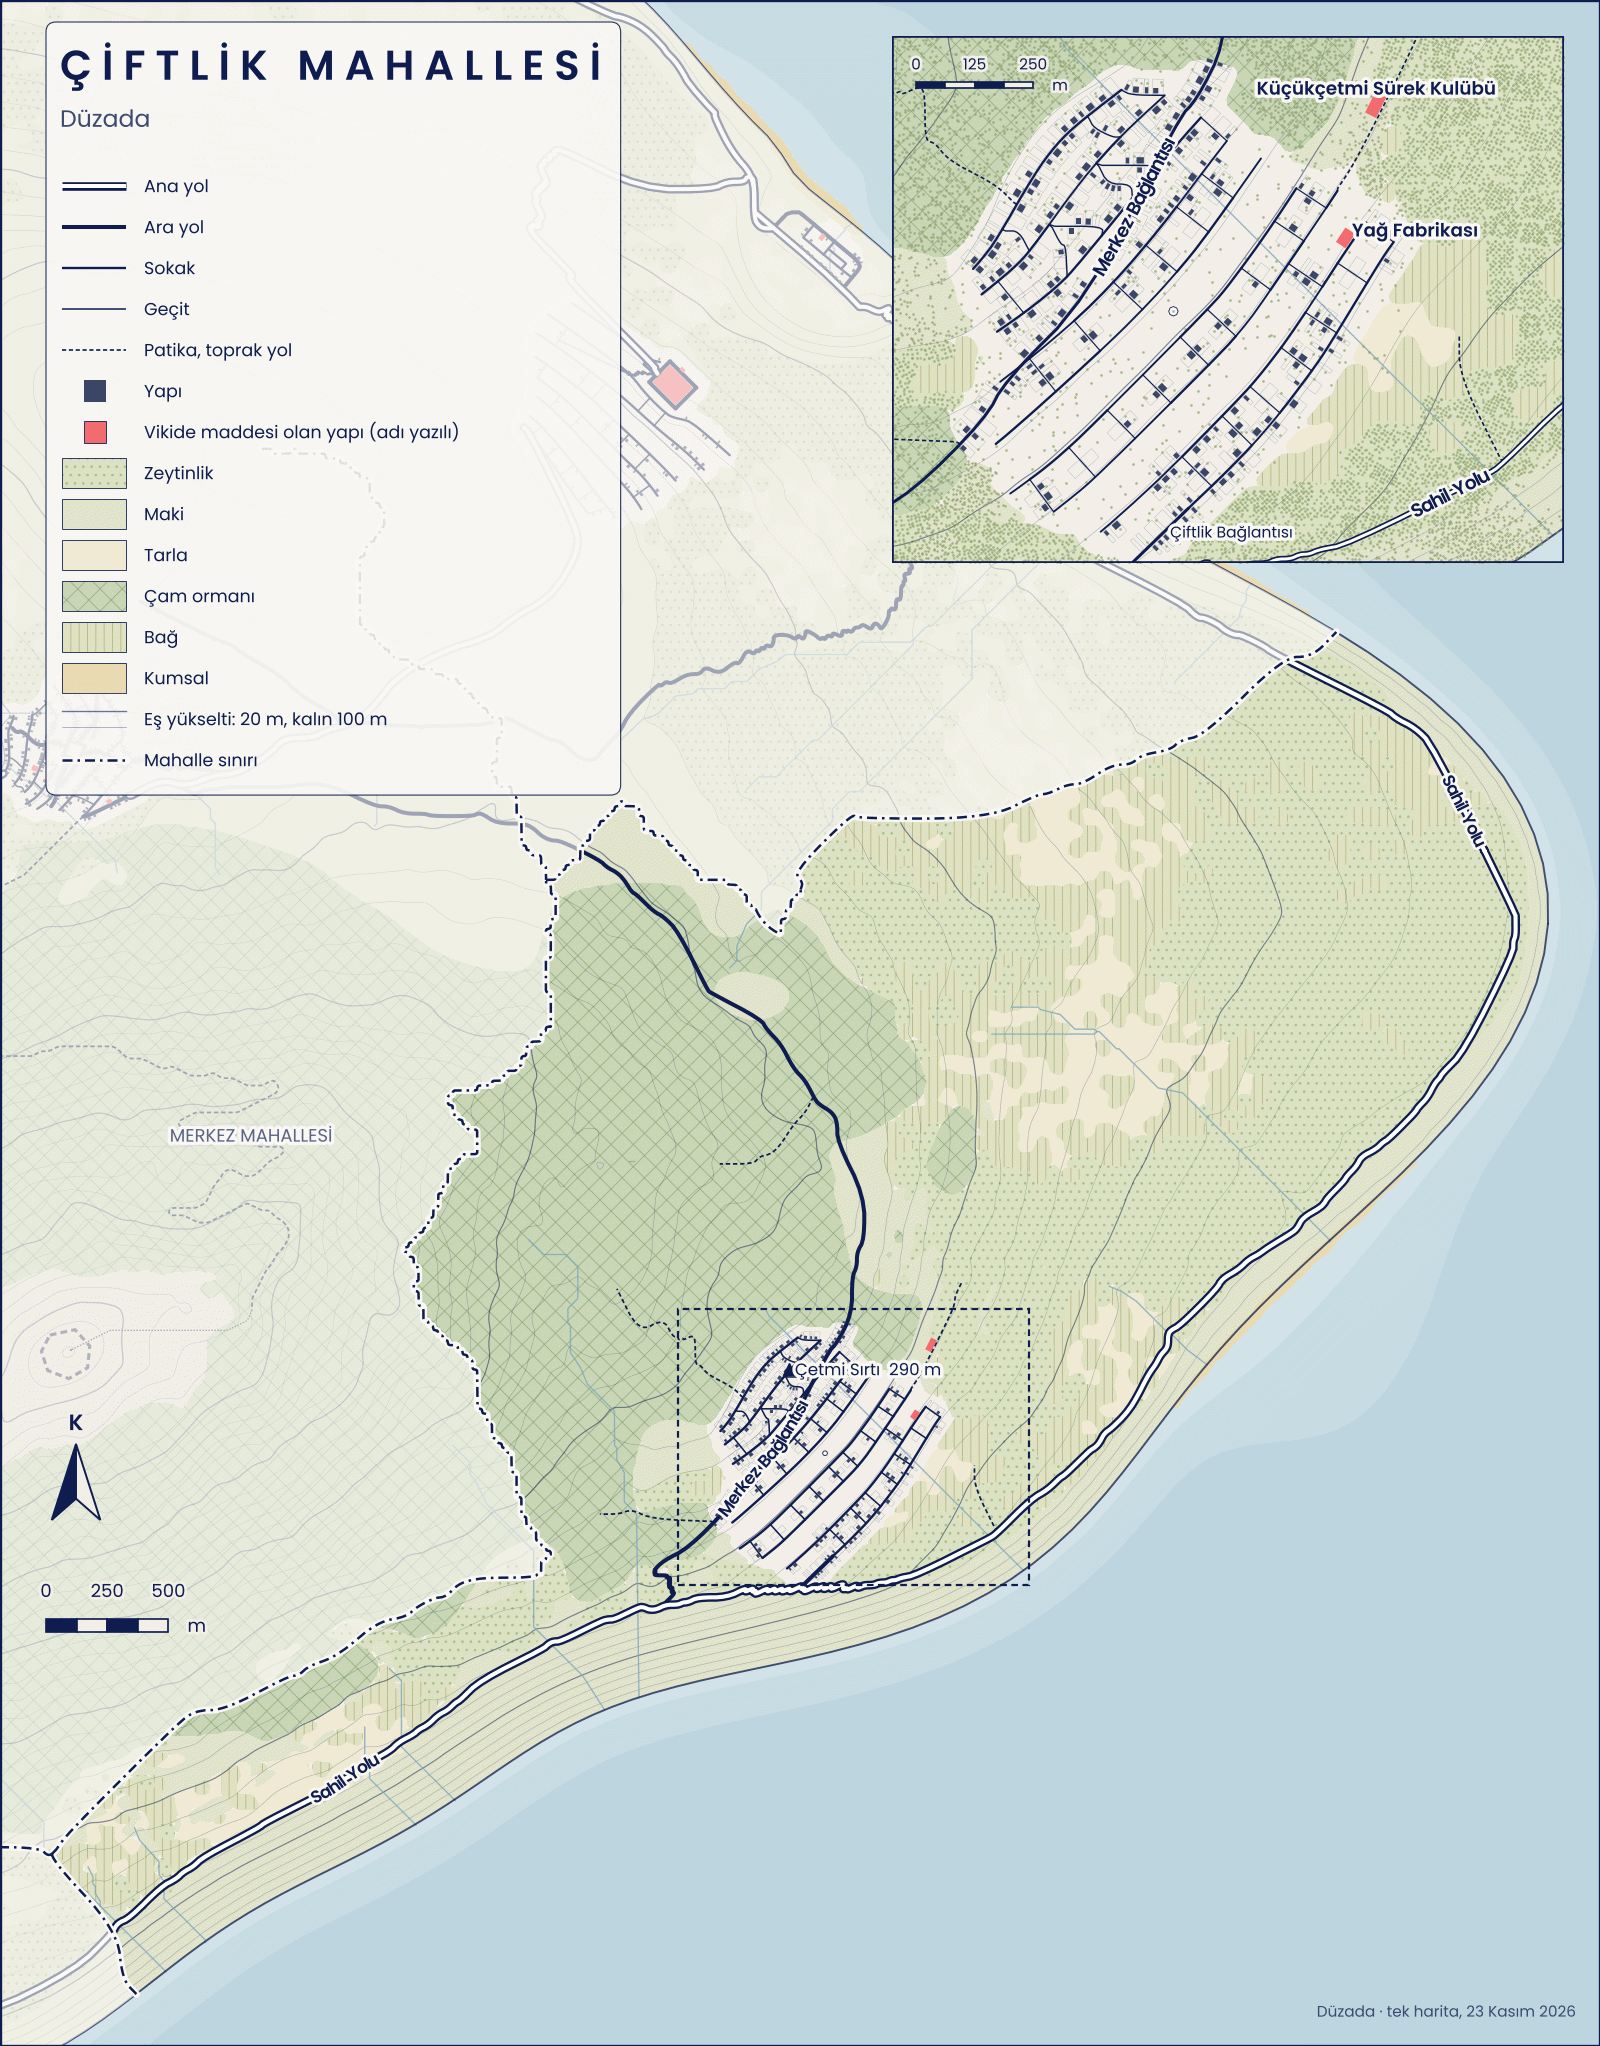 ÇİFTLİK MAHALLESİ
Düzada
Ana yol
Ara yol
Sokak
Geçit
Patika, toprak yol
Yapı
Vikide maddesi olan yapı (adı yazılı)
Zeytinlik
Maki
Tarla
Çam ormanı
Bağ
Kumsal
Eş yükselti: 20 m, kalın 100 m
Mahalle sınırı
0 125 250
m
Küçükçetmi Sürek Kulübü
Merkez Bağlantısı
Yağ Fabrikası
Sahil Yolu
Çiftlik Bağlantısı
Sahil Yolu
MERKEZ MAHALLESİ
Çetmi Sırtı 290 m
Merkez Bağlantısı
K
0 250 500
m
Sahil Yolu
Düzada · tek harita, 23 Kasım 2026